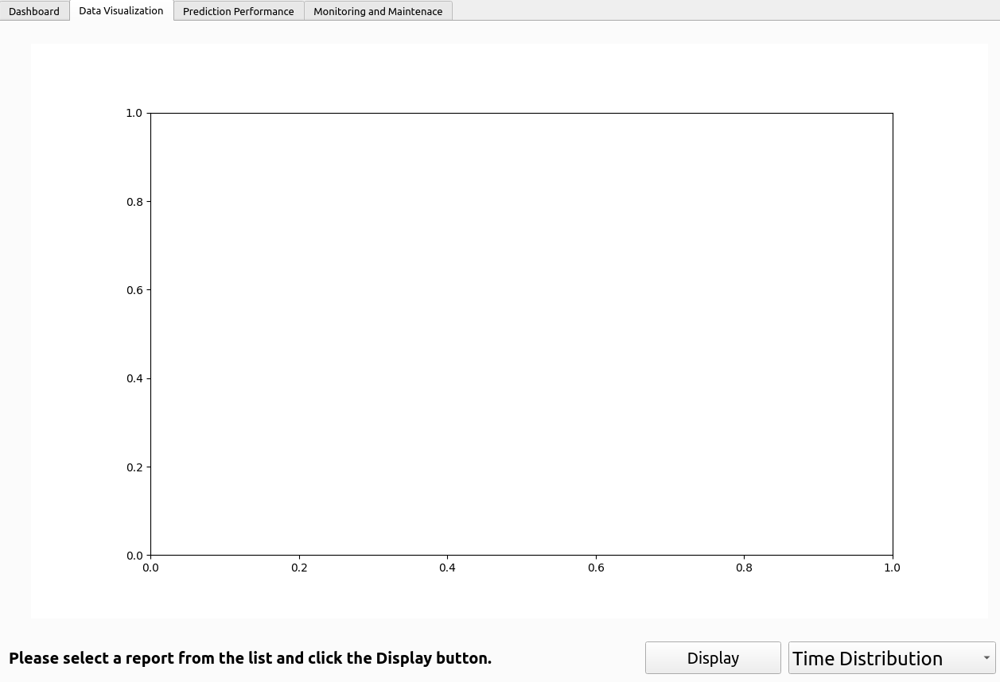 Dashboard Data Visualization Prediction Performance Monitoring and Maintenace
1.0
0.8
0.6
0.4
0.2
0.0
0.0 0.2 0.4 0.6 0.8 1.0
Please select a report from the list and click the Display button. Display Time Distribution